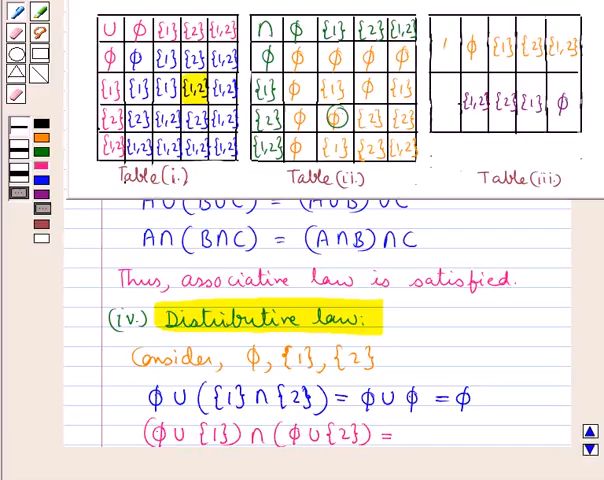 ∪ ϕ {1} {2} {1,2}
ϕ ϕ {1} {2} {1,2}
{1} {1} {1} {1,2} {1,2}
{2} {2} {1,2} {2} {1,2}
{1,2} {1,2} {1,2} {1,2} {1,2}
Table(i.)
∩ ϕ {1} {2} {1,2}
ϕ ϕ ϕ ϕ ϕ
{1} ϕ {1} ϕ {1}
{2} ϕ ϕ {2} {2}
{1,2} ϕ {1} {2} {1,2}
Table(ii.)
' ϕ {1} {2} {1,2}
{1,2} {2} {1} ϕ
Table(iii.)
A∪(B∪C) = (A∪B)∪C
A∩(B∩C) = (A∩B)∩C
Thus, associative law is satisfied.
(iv.) Distributive law:
Consider, ϕ, {1}, {2}
ϕ ∪ ({1} ∩ {2}) = ϕ ∪ ϕ = ϕ
(ϕ ∪ {1}) ∩ (ϕ ∪ {2}) =